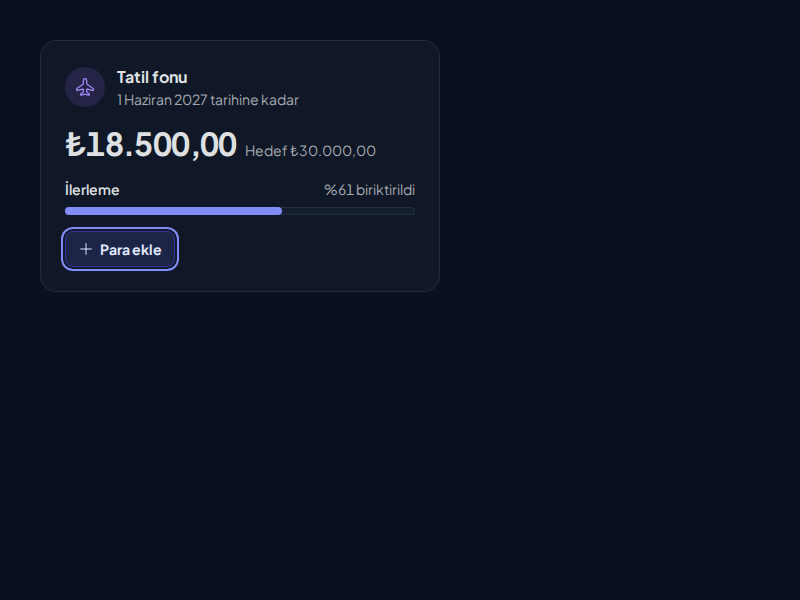 Tatil fonu
1 Haziran 2027 tarihine kadar
₺18.500,00 Hedef ₺30.000,00
İlerleme %61 biriktirildi
Para ekle